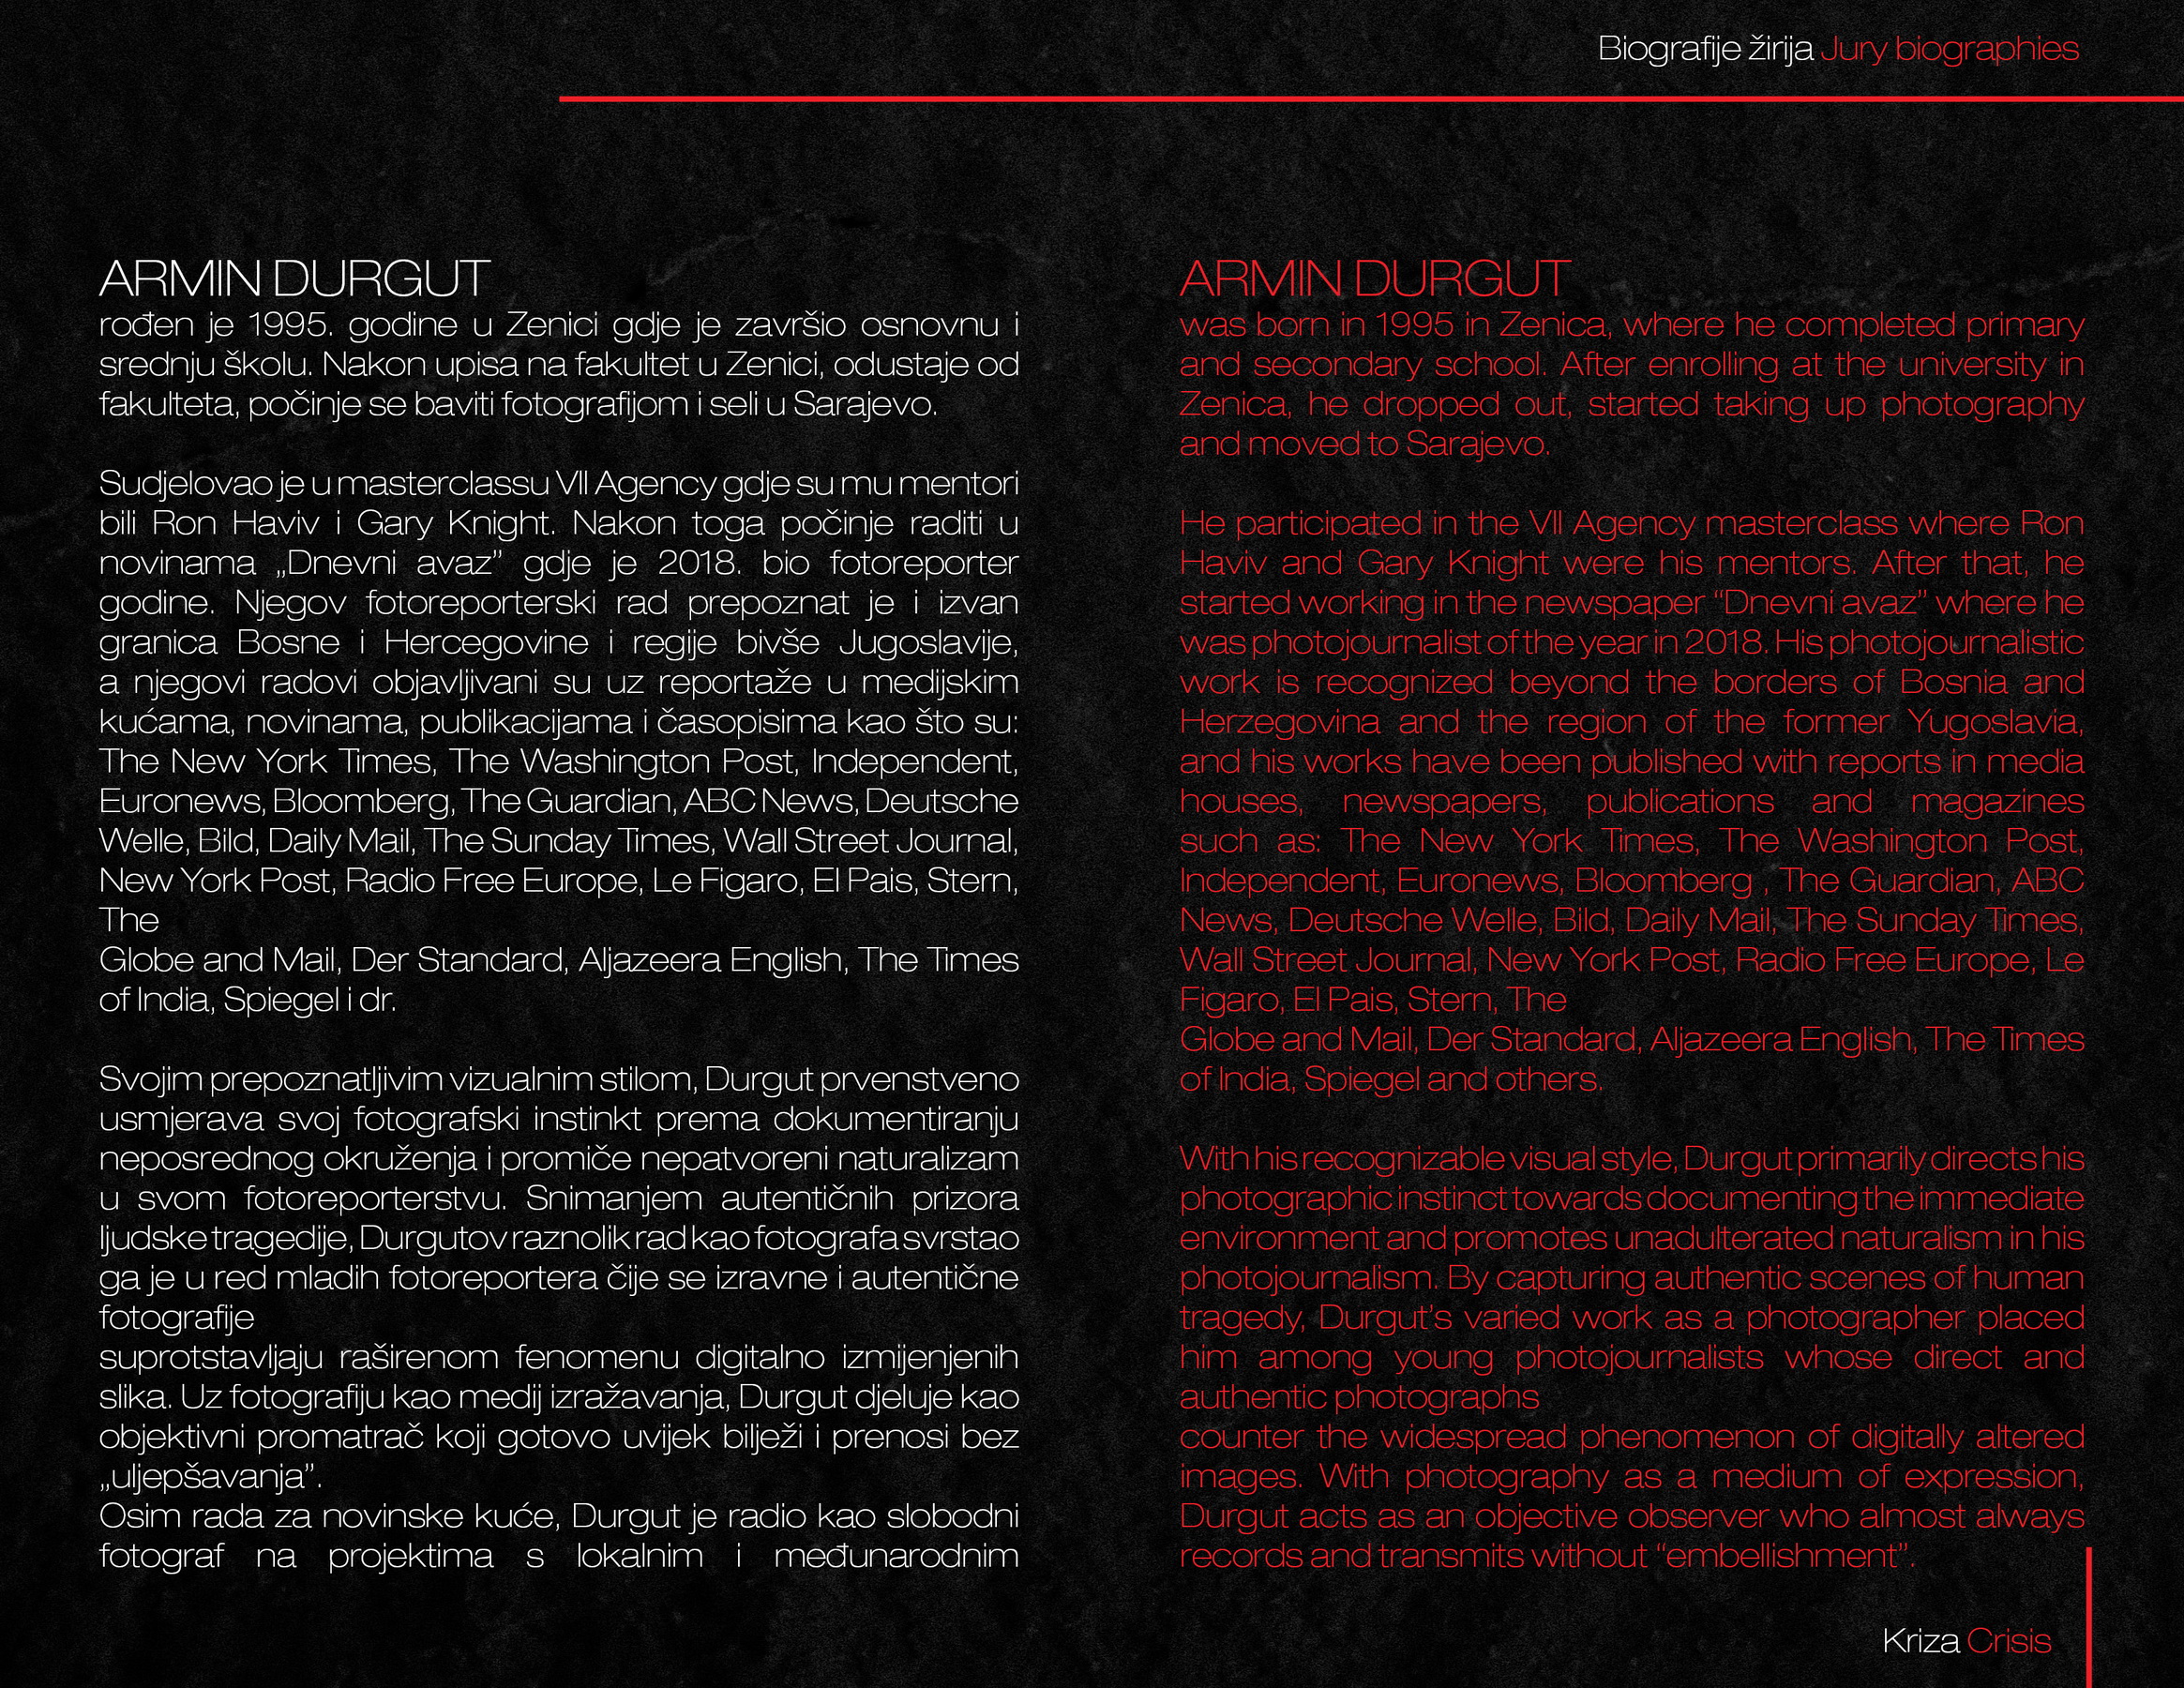 Biografije žirija Jury biographies
ARMIN DURGUT
rođen je 1995. godine u Zenici gdje je završio osnovnu i
srednju školu. Nakon upisa na fakultet u Zenici, odustaje od
fakulteta, počinje se baviti fotografijom i seli u Sarajevo.
Sudjelovao je u masterclassu VII Agency gdje su mu mentori
bili Ron Haviv i Gary Knight. Nakon toga počinje raditi u
novinama „Dnevni avaz” gdje je 2018. bio fotoreporter
godine. Njegov fotoreporterski rad prepoznat je i izvan
granica Bosne i Hercegovine i regije bivše Jugoslavije,
a njegovi radovi objavljivani su uz reportaže u medijskim
kućama, novinama, publikacijama i časopisima kao što su:
The New York Times, The Washington Post, Independent,
Euronews, Bloomberg, The Guardian, ABC News, Deutsche
Welle, Bild, Daily Mail, The Sunday Times, Wall Street Journal,
New York Post, Radio Free Europe, Le Figaro, El Pais, Stern,
The
Globe and Mail, Der Standard, Aljazeera English, The Times
of India, Spiegel i dr.
Svojim prepoznatljivim vizualnim stilom, Durgut prvenstveno
usmjerava svoj fotografski instinkt prema dokumentiranju
neposrednog okruženja i promiče nepatvoreni naturalizam
u svom fotoreporterstvu. Snimanjem autentičnih prizora
ljudske tragedije, Durgutov raznolik rad kao fotografa svrstao
ga je u red mladih fotoreportera čije se izravne i autentične
fotografije
suprotstavljaju raširenom fenomenu digitalno izmijenjenih
slika. Uz fotografiju kao medij izražavanja, Durgut djeluje kao
objektivni promatrač koji gotovo uvijek bilježi i prenosi bez
„uljepšavanja”.
Osim rada za novinske kuće, Durgut je radio kao slobodni
fotograf na projektima s lokalnim i međunarodnim
ARMIN DURGUT
was born in 1995 in Zenica, where he completed primary
and secondary school. After enrolling at the university in
Zenica, he dropped out, started taking up photography
and moved to Sarajevo.
He participated in the VII Agency masterclass where Ron
Haviv and Gary Knight were his mentors. After that, he
started working in the newspaper “Dnevni avaz” where he
was photojournalist of the year in 2018. His photojournalistic
work is recognized beyond the borders of Bosnia and
Herzegovina and the region of the former Yugoslavia,
and his works have been published with reports in media
houses, newspapers, publications and magazines
such as: The New York Times, The Washington Post,
Independent, Euronews, Bloomberg , The Guardian, ABC
News, Deutsche Welle, Bild, Daily Mail, The Sunday Times,
Wall Street Journal, New York Post, Radio Free Europe, Le
Figaro, El Pais, Stern, The
Globe and Mail, Der Standard, Aljazeera English, The Times
of India, Spiegel and others.
With his recognizable visual style, Durgut primarily directs his
photographic instinct towards documenting the immediate
environment and promotes unadulterated naturalism in his
photojournalism. By capturing authentic scenes of human
tragedy, Durgut’s varied work as a photographer placed
him among young photojournalists whose direct and
authentic photographs
counter the widespread phenomenon of digitally altered
images. With photography as a medium of expression,
Durgut acts as an objective observer who almost always
records and transmits without “embellishment”.
Kriza Crisis